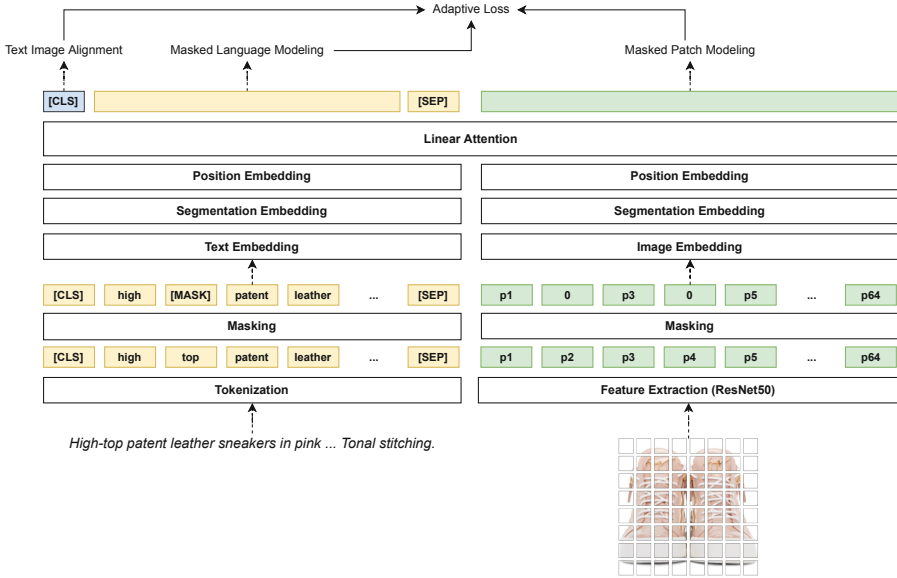 Adaptive Loss
Text Image Alignment Masked Language Modeling Masked Patch Modeling
[CLS] [SEP]
Linear Attention
Position Embedding Position Embedding
Segmentation Embedding Segmentation Embedding
Text Embedding Image Embedding
[CLS] high [MASK] patent leather ... [SEP] p1 0 p3 0 p5 ... p64
Masking Masking
[CLS] high top patent leather ... [SEP] p1 p2 p3 p4 p5 ... p64
Tokenization Feature Extraction (ResNet50)
High-top patent leather sneakers in pink ... Tonal stitching.